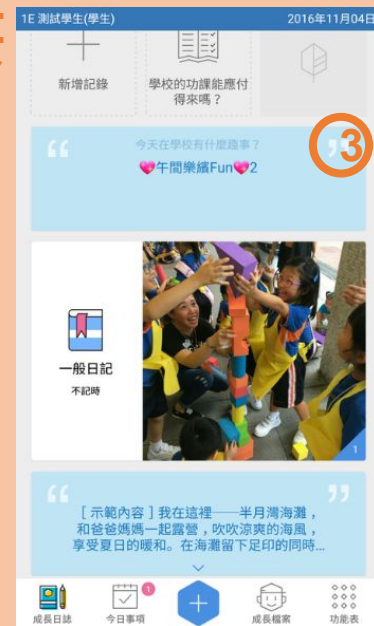 1E 測試學生(學生) 2016年11月04日
新增記錄
學校的功課能應付
得來嗎？
今天在學校有什麼趣事？
3
💖午間樂繽Fun💖2
一般日記
不記時
1
[ 示範內容 ] 我在這裡──半月灣海灘，
和爸爸媽媽一起露營，吹吹涼爽的海風，
享受夏日的暖和。在海灘留下足印的同時...
1
成長日誌 今日事項 成長檔案 功能表